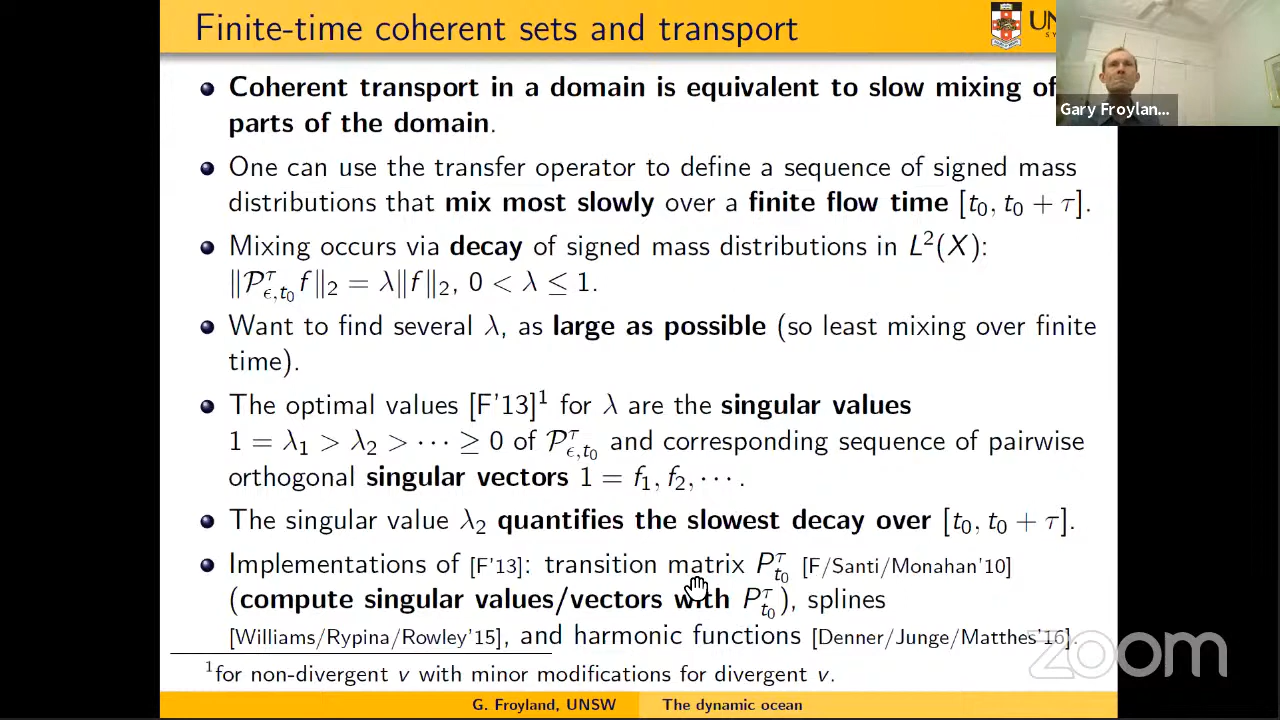 Finite-time coherent sets and transport
Gary Froylan...
Coherent transport in a domain is equivalent to slow mixing of
parts of the domain.
One can use the transfer operator to define a sequence of signed mass
distributions that mix most slowly over a finite flow time [t₀, t₀ + τ].
Mixing occurs via decay of signed mass distributions in L²(X):
‖𝒫^τ_{ϵ,t₀} f‖₂ = λ‖f‖₂, 0 < λ ≤ 1.
Want to find several λ, as large as possible (so least mixing over finite
time).
The optimal values [F'13]¹ for λ are the singular values
1 = λ₁ > λ₂ > ⋯ ≥ 0 of 𝒫^τ_{ϵ,t₀} and corresponding sequence of pairwise
orthogonal singular vectors 1 = f₁, f₂, ⋯.
The singular value λ₂ quantifies the slowest decay over [t₀, t₀ + τ].
Implementations of [F'13]: transition matrix P^τ_{t₀} [F/Santi/Monahan'10]
(compute singular values/vectors with P^τ_{t₀}), splines
[Williams/Rypina/Rowley'15], and harmonic functions [Denner/Junge/Matthes'16].
¹for non-divergent v with minor modifications for divergent v.
zoom
G. Froyland, UNSW The dynamic ocean